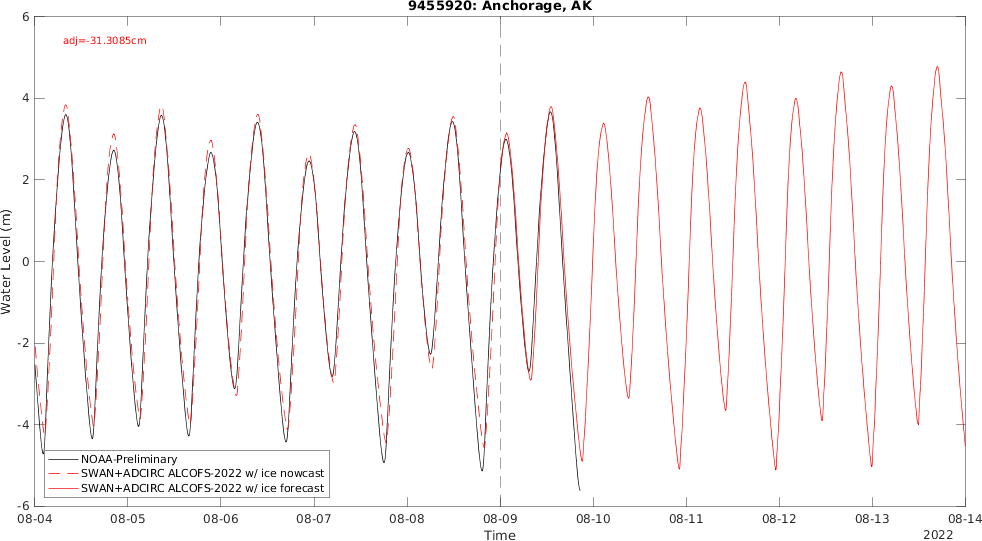 9455920: Anchorage, AK
6
4
2
0
-2
-4
-6
Water Level (m)
adj=-31.3085cm
NOAA-Preliminary
SWAN+ADCIRC ALCOFS-2022 w/ ice nowcast
SWAN+ADCIRC ALCOFS-2022 w/ ice forecast
08-04 08-05 08-06 08-07 08-08 08-09 08-10 08-11 08-12 08-13 08-14
Time
2022